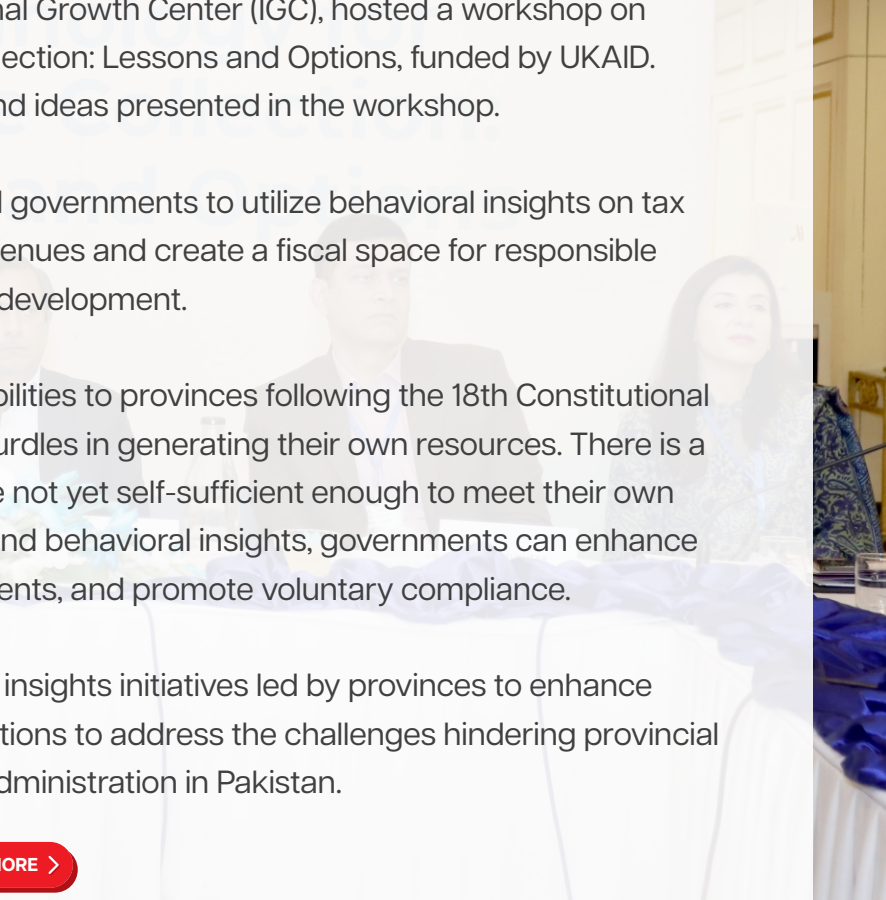 nal Growth Center (IGC), hosted a workshop on
ection: Lessons and Options, funded by UKAID.
nd ideas presented in the workshop.
l governments to utilize behavioral insights on tax
enues and create a fiscal space for responsible
development.
bilities to provinces following the 18th Constitutional
urdles in generating their own resources. There is a
e not yet self-sufficient enough to meet their own
nd behavioral insights, governments can enhance
ents, and promote voluntary compliance.
insights initiatives led by provinces to enhance
tions to address the challenges hindering provincial
dministration in Pakistan.
MORE